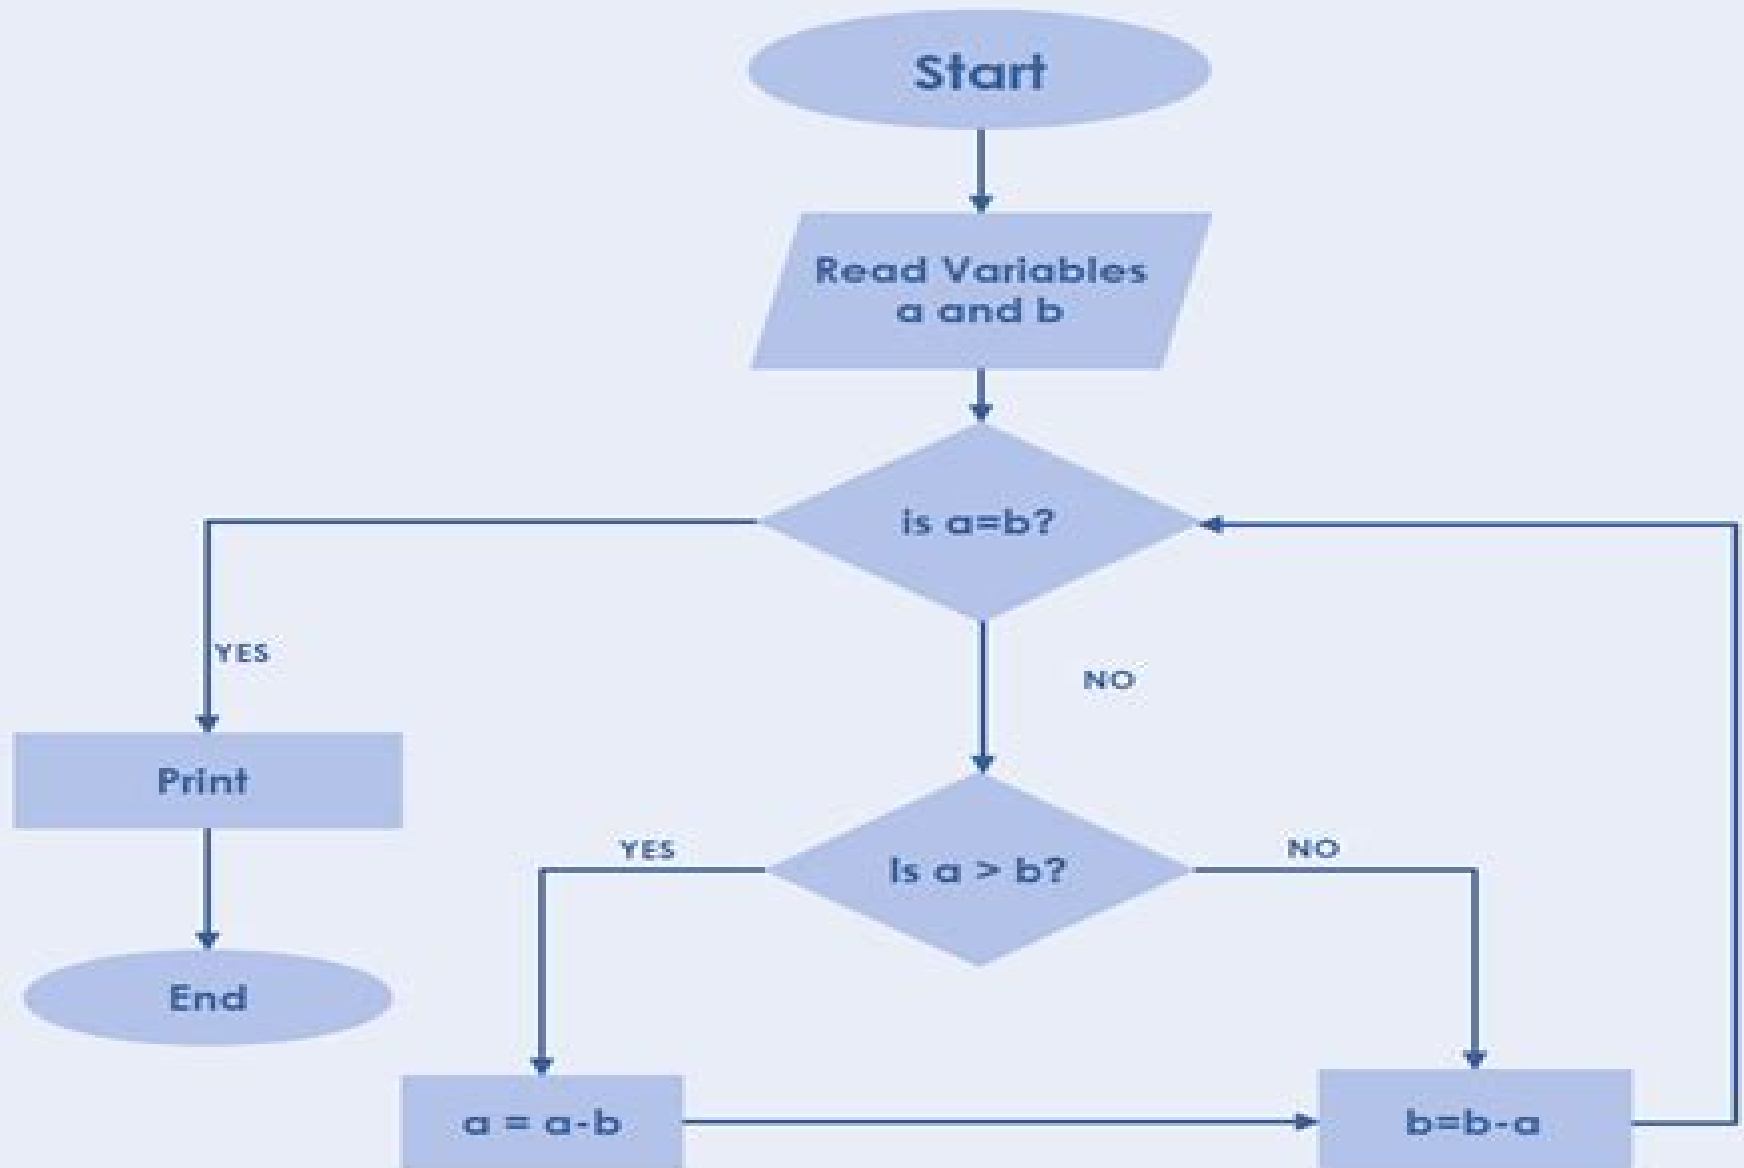 Start
Read Variables
a and b
is a=b?
YES
NO
Print
YES
Is a > b?
NO
End
a = a-b
b=b-a